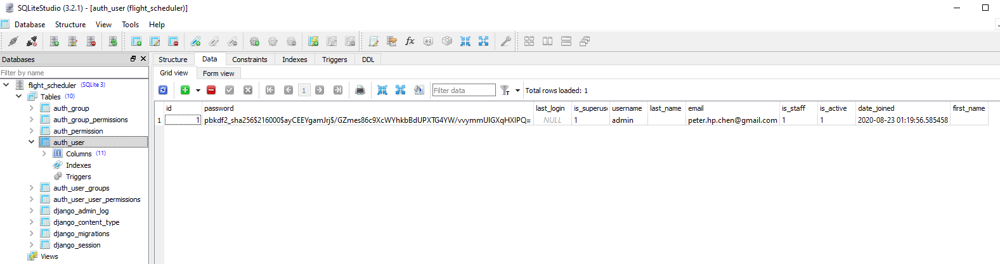 SQLiteStudio (3.2.1) - [auth_user (flight_scheduler)]
Database Structure View Tools Help
Databases
Filter by name
flight_scheduler (SQLite 3)
Tables (10)
auth_group
auth_group_permissions
auth_permission
auth_user
Columns (11)
Indexes
Triggers
auth_user_groups
auth_user_user_permissions
django_admin_log
django_content_type
django_migrations
django_session
Views
Structure Data Constraints Indexes Triggers DDL
Grid view Form view
1 Filter data Total rows loaded: 1
id password last_login is_superuse username last_name email is_staff is_active date_joined first_name
1 1 pbkdf2_sha256$216000$ayCEEYgamJrj$/GZmes86c9XcWYhkbBdUPXTG4YW/vvymmUIGXqHXIPQ= NULL 1 admin peter.hp.chen@gmail.com 1 1 2020-08-23 01:19:56.585458